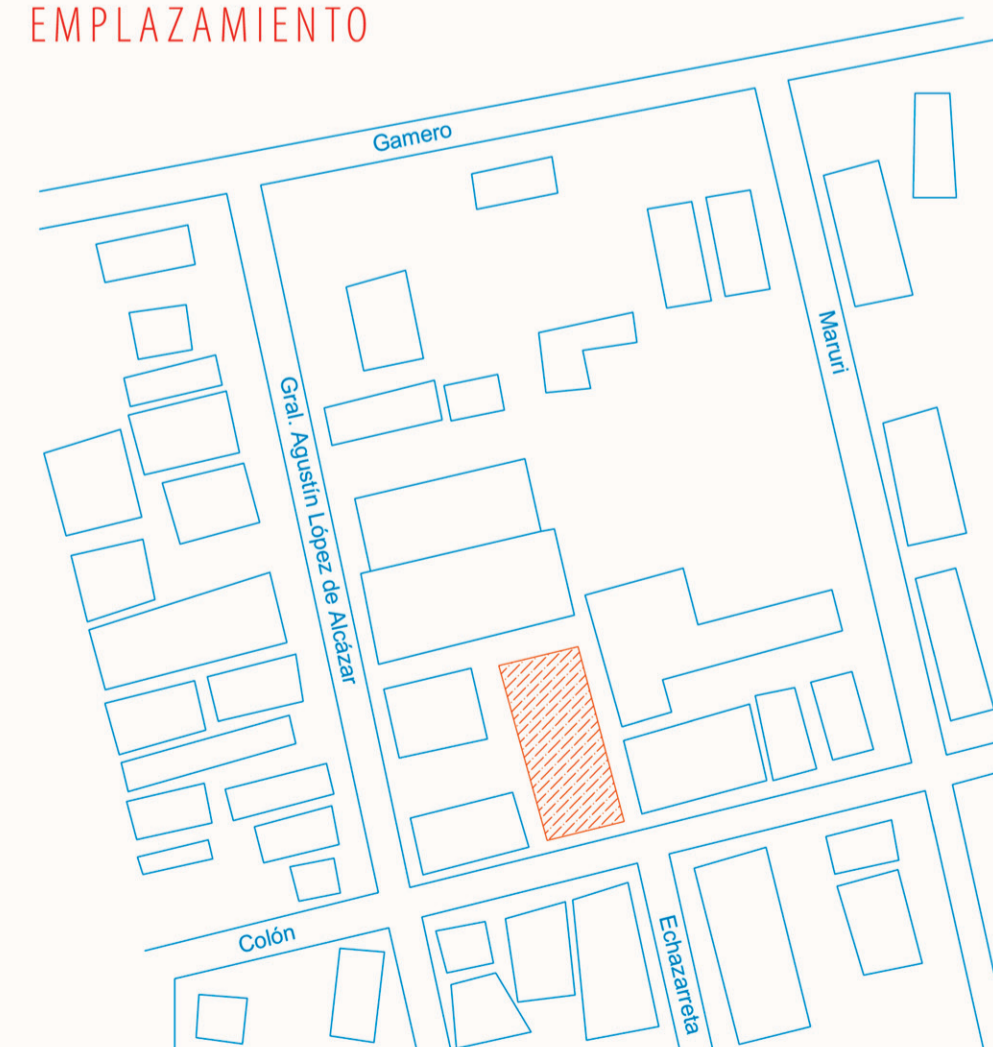 EMPLAZAMIENTO
Gamero
Maruri
Gral. Agustín López de Alcázar
Colón
Echazarreta